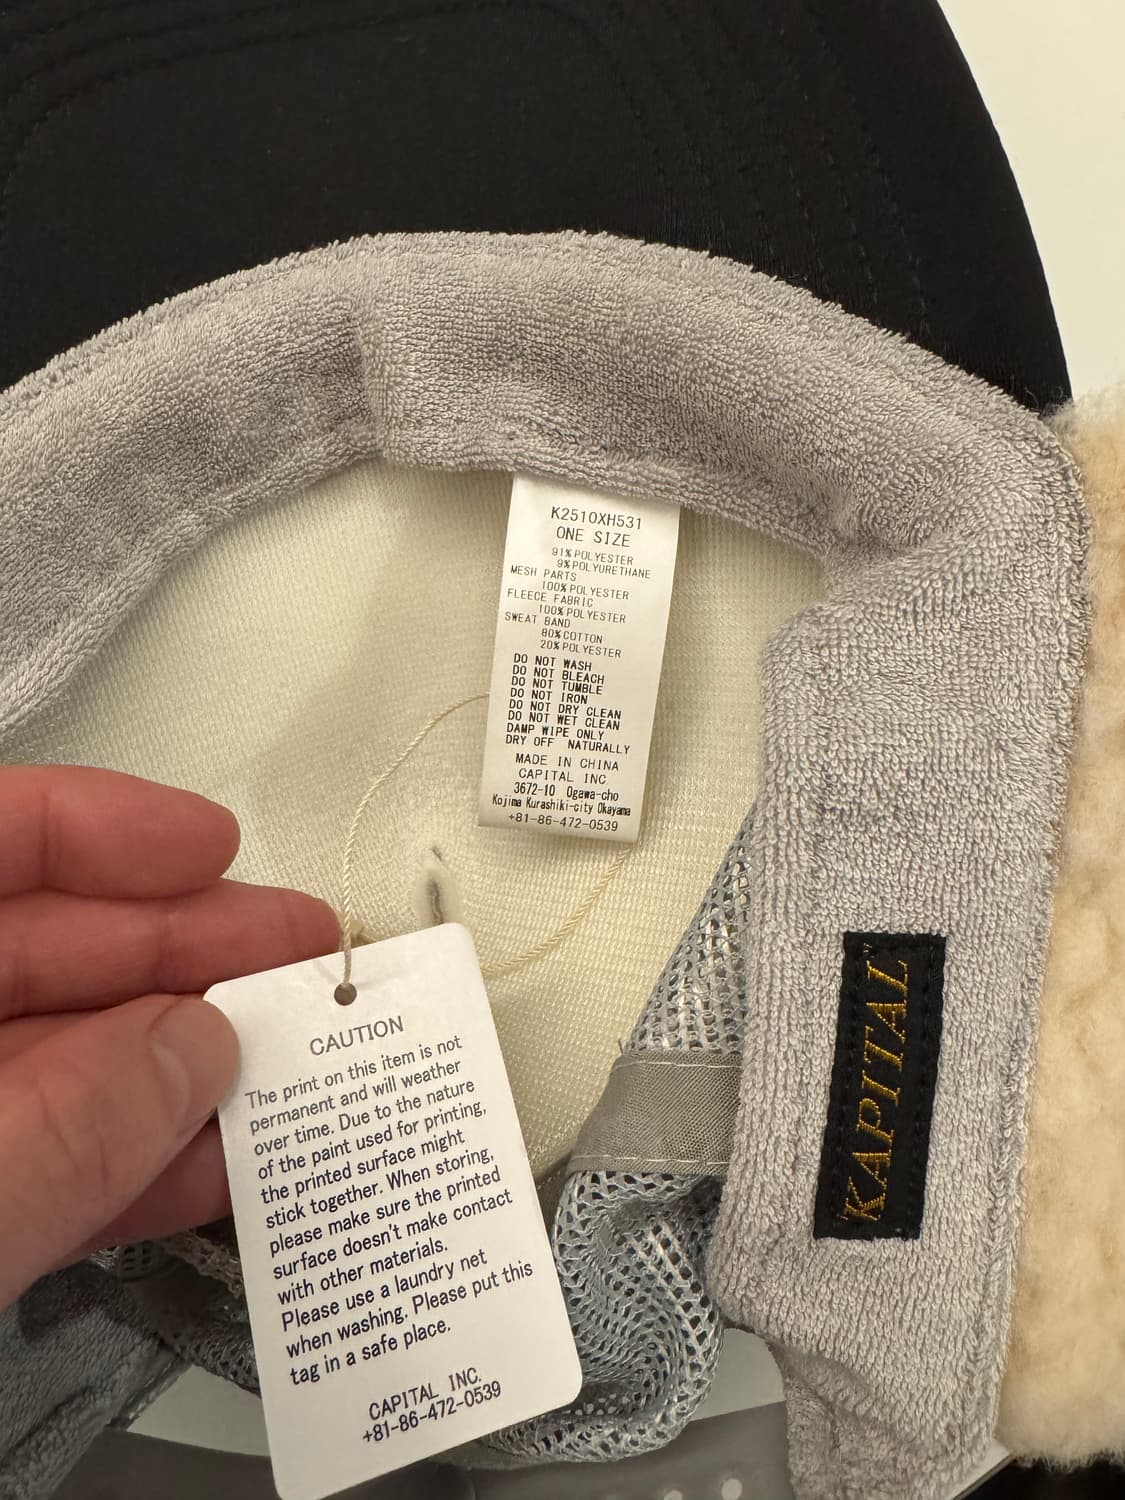 K2510XH531
ONE SIZE
91%POLYESTER
9%POLYURETHANE
MESH PARTS
100%POLYESTER
FLEECE FABRIC
100%POLYESTER
SWEAT BAND
80%COTTON
20%POLYESTER
DO NOT WASH
DO NOT BLEACH
DO NOT TUMBLE
DO NOT IRON
DO NOT DRY CLEAN
DO NOT WET CLEAN
DAMP WIPE ONLY
DRY OFF NATURALLY
MADE IN CHINA
CAPITAL INC
3672-10 Ogawa-cho
Kojima Kurashiki-city Okayama
+81-86-472-0539
"KAPITAL"
CAUTION
The print on this item is not
permanent and will weather
over time. Due to the nature
of the paint used for printing,
the printed surface might
stick together. When storing,
please make sure the printed
surface doesn't make contact
with other materials.
Please use a laundry net
when washing. Please put this
tag in a safe place.
CAPITAL INC.
+81-86-472-0539